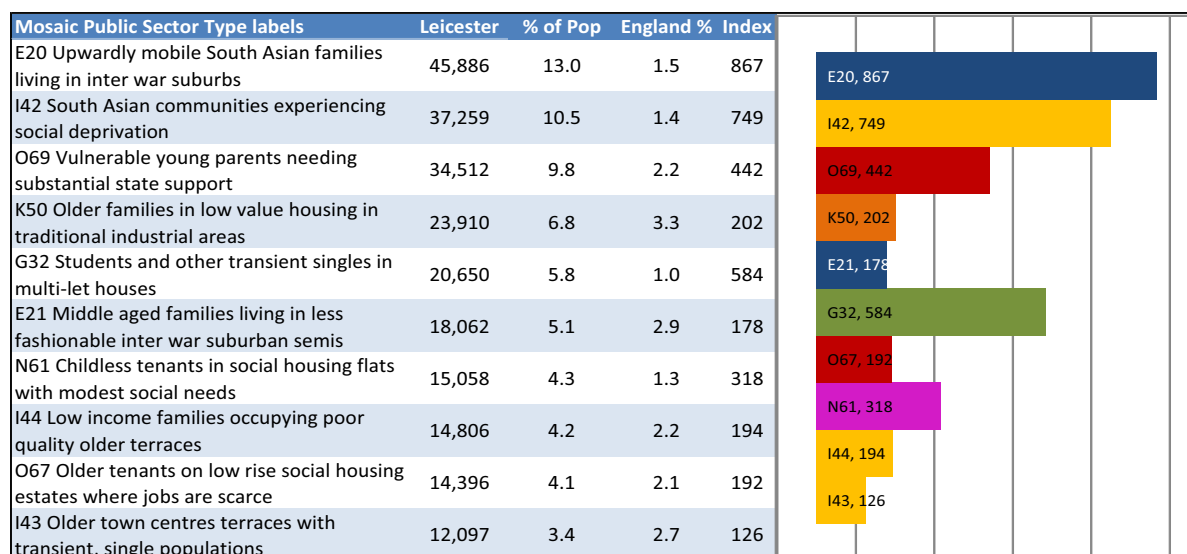 Mosaic Public Sector Type labels Leicester % of Pop England % Index
E20 Upwardly mobile South Asian families
living in inter war suburbs 45,886 13.0 1.5 867
I42 South Asian communities experiencing
social deprivation 37,259 10.5 1.4 749
O69 Vulnerable young parents needing
substantial state support 34,512 9.8 2.2 442
K50 Older families in low value housing in
traditional industrial areas 23,910 6.8 3.3 202
G32 Students and other transient singles in
multi-let houses 20,650 5.8 1.0 584
E21 Middle aged families living in less
fashionable inter war suburban semis 18,062 5.1 2.9 178
N61 Childless tenants in social housing flats
with modest social needs 15,058 4.3 1.3 318
I44 Low income families occupying poor
quality older terraces 14,806 4.2 2.2 194
O67 Older tenants on low rise social housing
estates where jobs are scarce 14,396 4.1 2.1 192
I43 Older town centres terraces with
transient, single populations 12,097 3.4 2.7 126
E20, 867
I42, 749
O69, 442
K50, 202
E21, 178
G32, 584
O67, 192
N61, 318
I44, 194
I43, 126